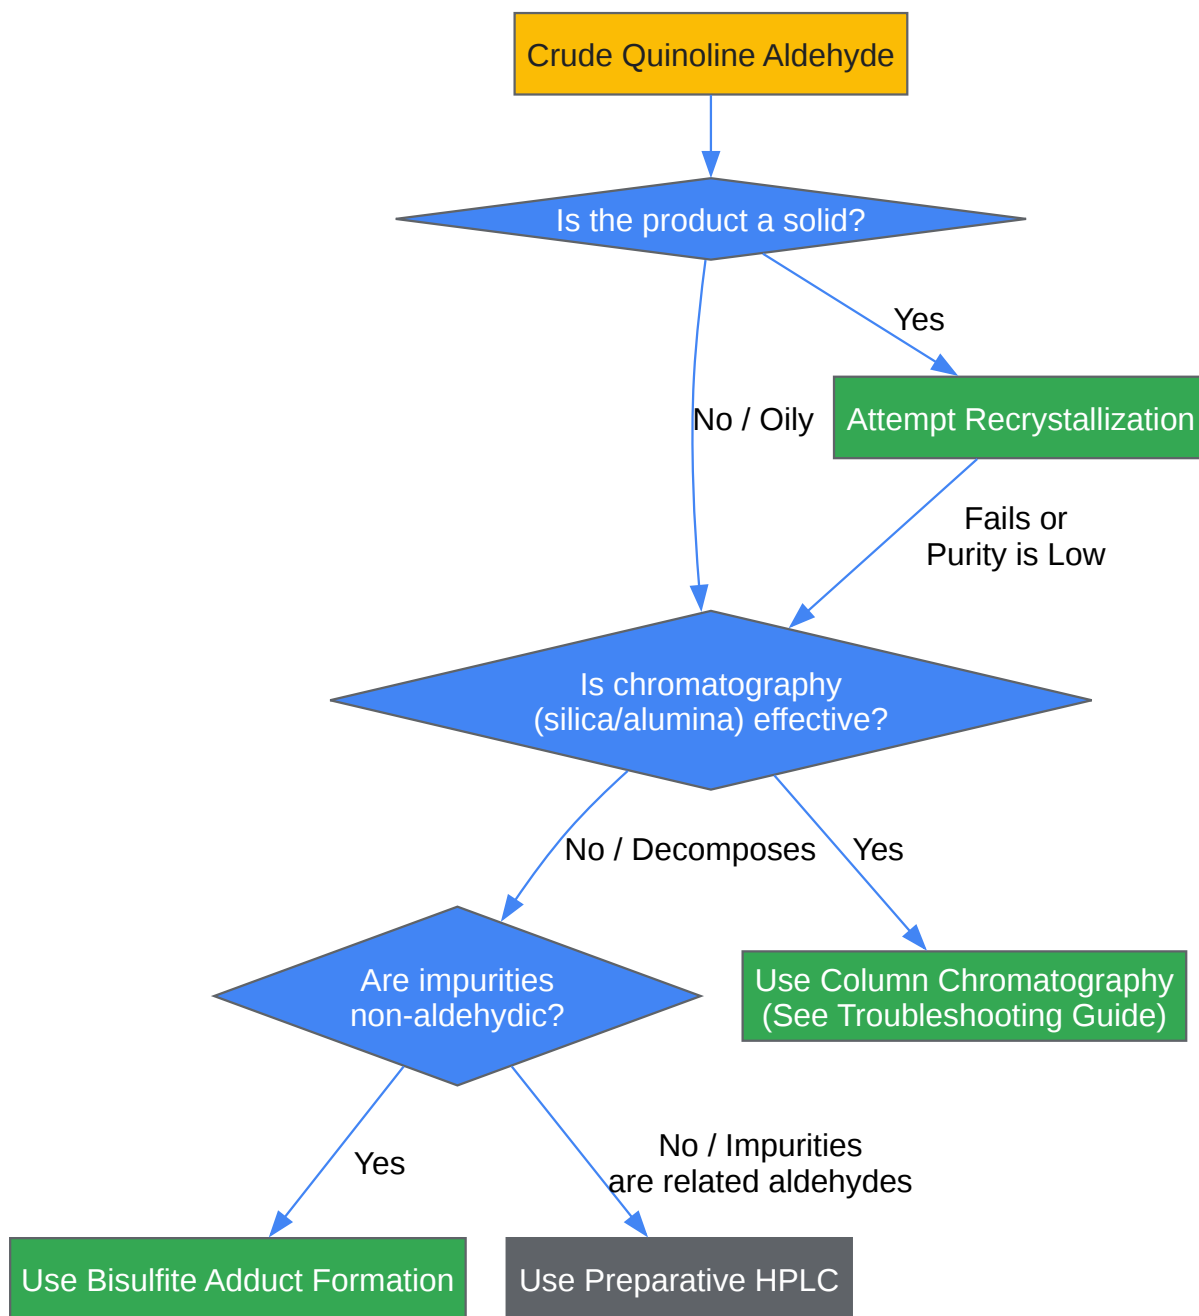 Crude Quinoline Aldehyde
Is the product a solid?
Yes
No / Oily
Attempt Recrystallization
Fails or
Purity is Low
Is chromatography
(silica/alumina) effective?
No / Decomposes
Yes
Are impurities
non-aldehydic?
Use Column Chromatography
(See Troubleshooting Guide)
Yes
No / Impurities
are related aldehydes
Use Bisulfite Adduct Formation
Use Preparative HPLC